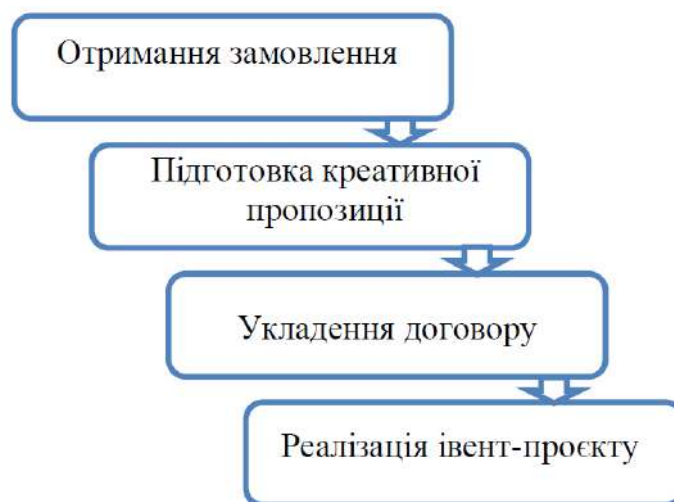 Отримання замовлення
Підготовка креативної
пропозиції
Укладення договору
Реалізація івент-проєкту